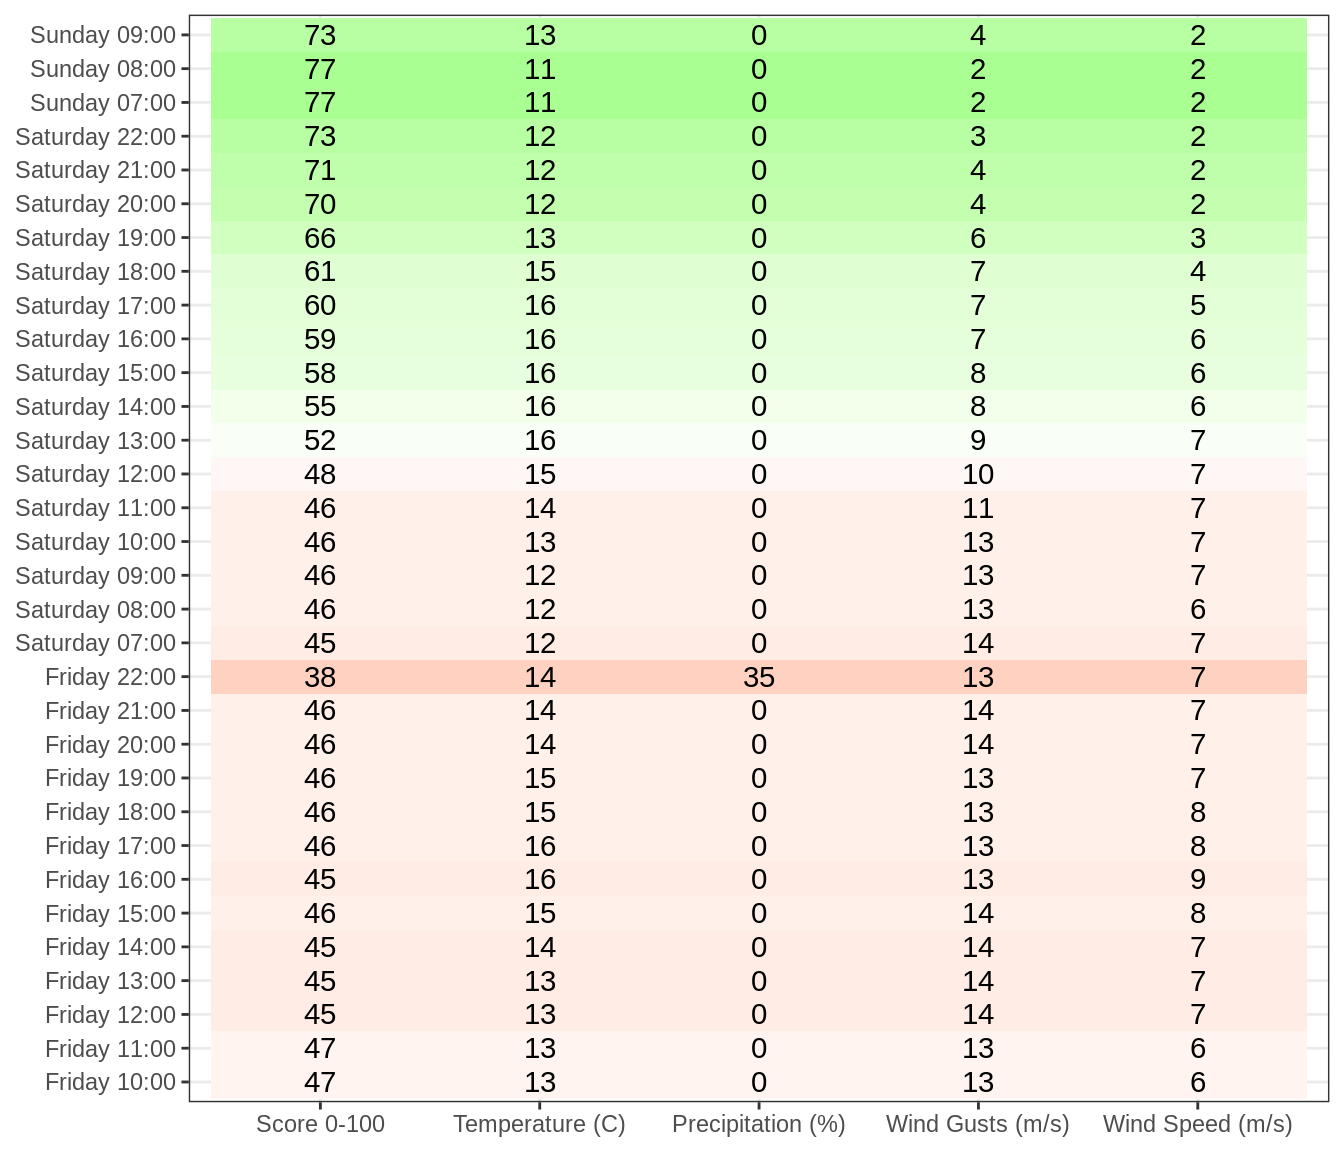 Sunday 09:00 73 13 0 4 2
Sunday 08:00 77 11 0 2 2
Sunday 07:00 77 11 0 2 2
Saturday 22:00 73 12 0 3 2
Saturday 21:00 71 12 0 4 2
Saturday 20:00 70 12 0 4 2
Saturday 19:00 66 13 0 6 3
Saturday 18:00 61 15 0 7 4
Saturday 17:00 60 16 0 7 5
Saturday 16:00 59 16 0 7 6
Saturday 15:00 58 16 0 8 6
Saturday 14:00 55 16 0 8 6
Saturday 13:00 52 16 0 9 7
Saturday 12:00 48 15 0 10 7
Saturday 11:00 46 14 0 11 7
Saturday 10:00 46 13 0 13 7
Saturday 09:00 46 12 0 13 7
Saturday 08:00 46 12 0 13 6
Saturday 07:00 45 12 0 14 7
Friday 22:00 38 14 35 13 7
Friday 21:00 46 14 0 14 7
Friday 20:00 46 14 0 14 7
Friday 19:00 46 15 0 13 7
Friday 18:00 46 15 0 13 8
Friday 17:00 46 16 0 13 8
Friday 16:00 45 16 0 13 9
Friday 15:00 46 15 0 14 8
Friday 14:00 45 14 0 14 7
Friday 13:00 45 13 0 14 7
Friday 12:00 45 13 0 14 7
Friday 11:00 47 13 0 13 6
Friday 10:00 47 13 0 13 6
Score 0-100 Temperature (C) Precipitation (%) Wind Gusts (m/s) Wind Speed (m/s)